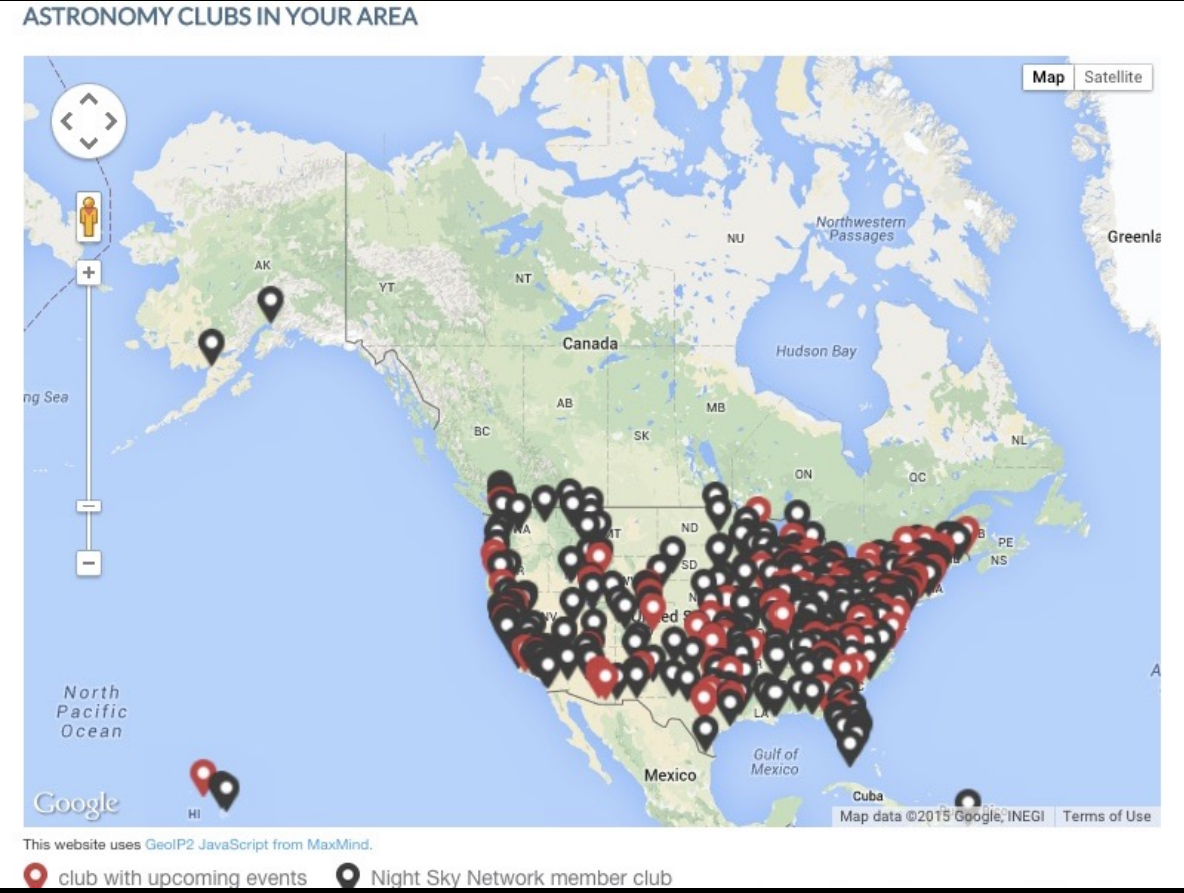 ASTRONOMY CLUBS IN YOUR AREA
Map Satellite
Northwestern
Passages
Greenla
NU
AK
NT
YT
Canada
Hudson Bay
ng Sea
AB
MB
BC
SK
NL
ON
QC
ND
PE
NS
SD
North
Pacific
Ocean
LA
Gulf of
Mexico
Mexico
Cuba
HI
Google
Map data ©2015 Google, INEGI Terms of Use
This website uses GeoIP2 JavaScript from MaxMind.
club with upcoming events Night Sky Network member club